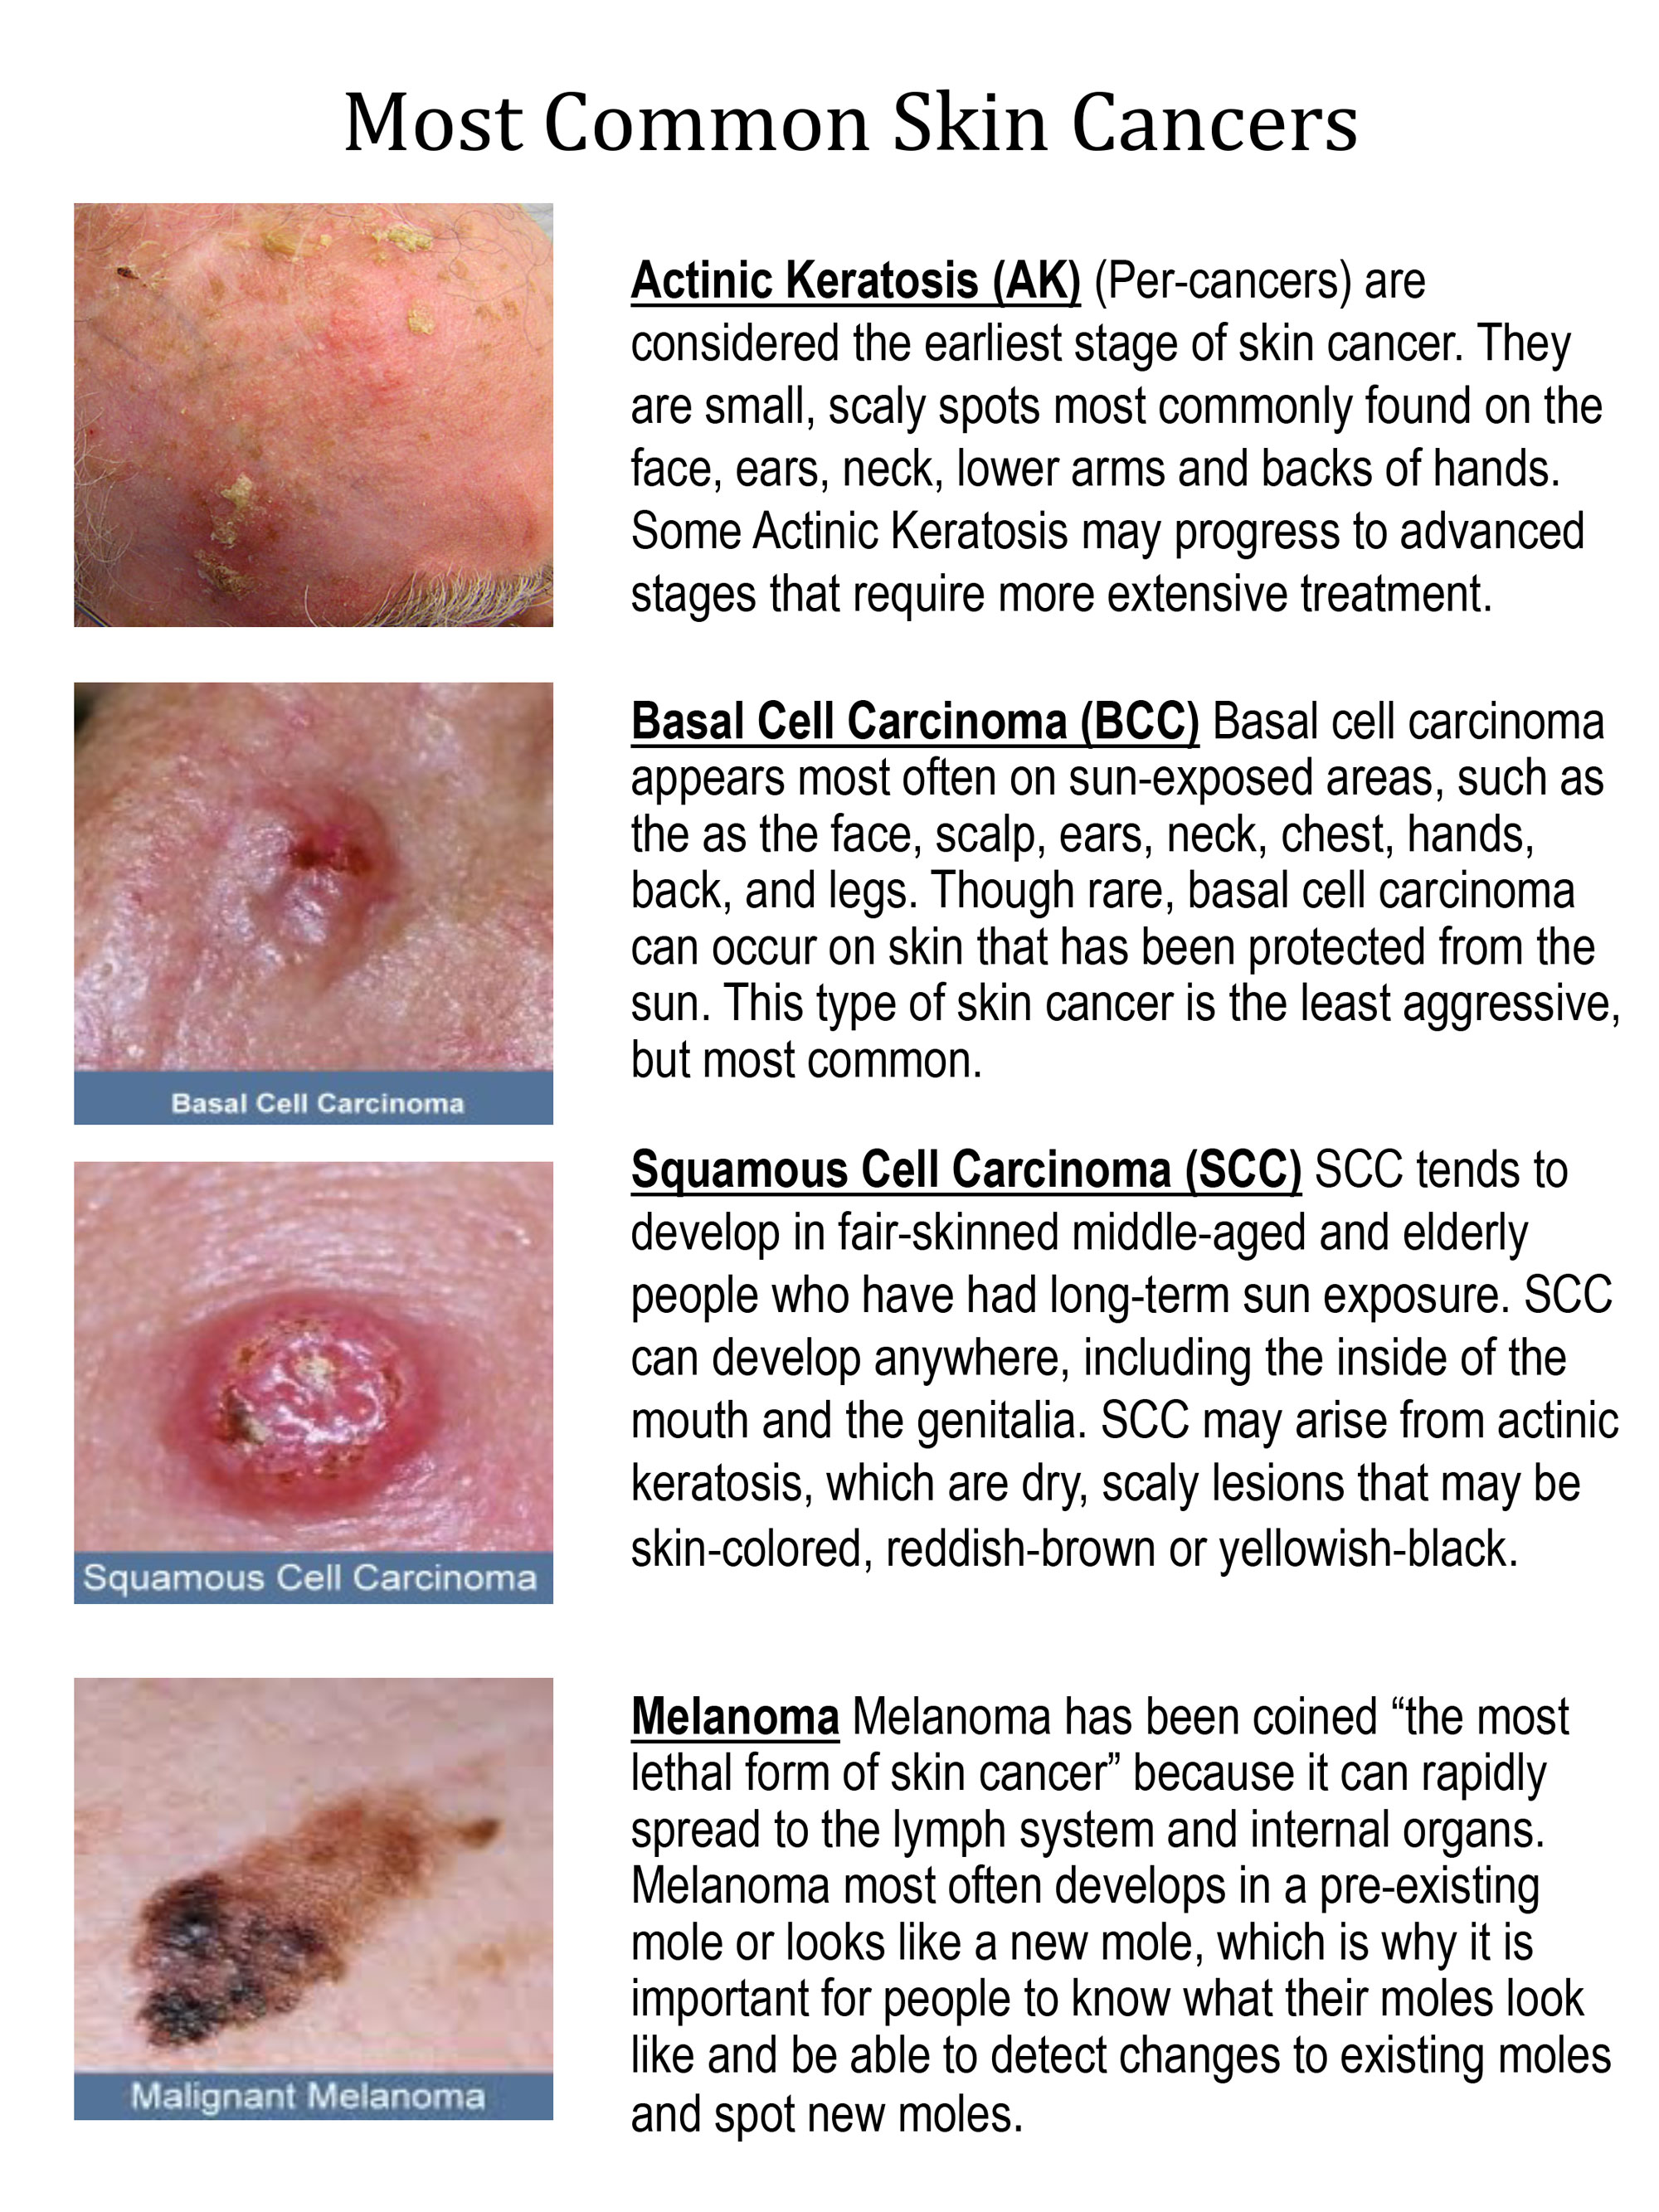 Most Common Skin Cancers
Actinic Keratosis (AK) (Per-cancers) are
considered the earliest stage of skin cancer. They
are small, scaly spots most commonly found on the
face, ears, neck, lower arms and backs of hands.
Some Actinic Keratosis may progress to advanced
stages that require more extensive treatment.
Basal Cell Carcinoma
Basal Cell Carcinoma (BCC) Basal cell carcinoma
appears most often on sun-exposed areas, such as
the as the face, scalp, ears, neck, chest, hands,
back, and legs. Though rare, basal cell carcinoma
can occur on skin that has been protected from the
sun. This type of skin cancer is the least aggressive,
but most common.
Squamous Cell Carcinoma
Squamous Cell Carcinoma (SCC) SCC tends to
develop in fair-skinned middle-aged and elderly
people who have had long-term sun exposure. SCC
can develop anywhere, including the inside of the
mouth and the genitalia. SCC may arise from actinic
keratosis, which are dry, scaly lesions that may be
skin-colored, reddish-brown or yellowish-black.
Malignant Melanoma
Melanoma Melanoma has been coined “the most
lethal form of skin cancer” because it can rapidly
spread to the lymph system and internal organs.
Melanoma most often develops in a pre-existing
mole or looks like a new mole, which is why it is
important for people to know what their moles look
like and be able to detect changes to existing moles
and spot new moles.